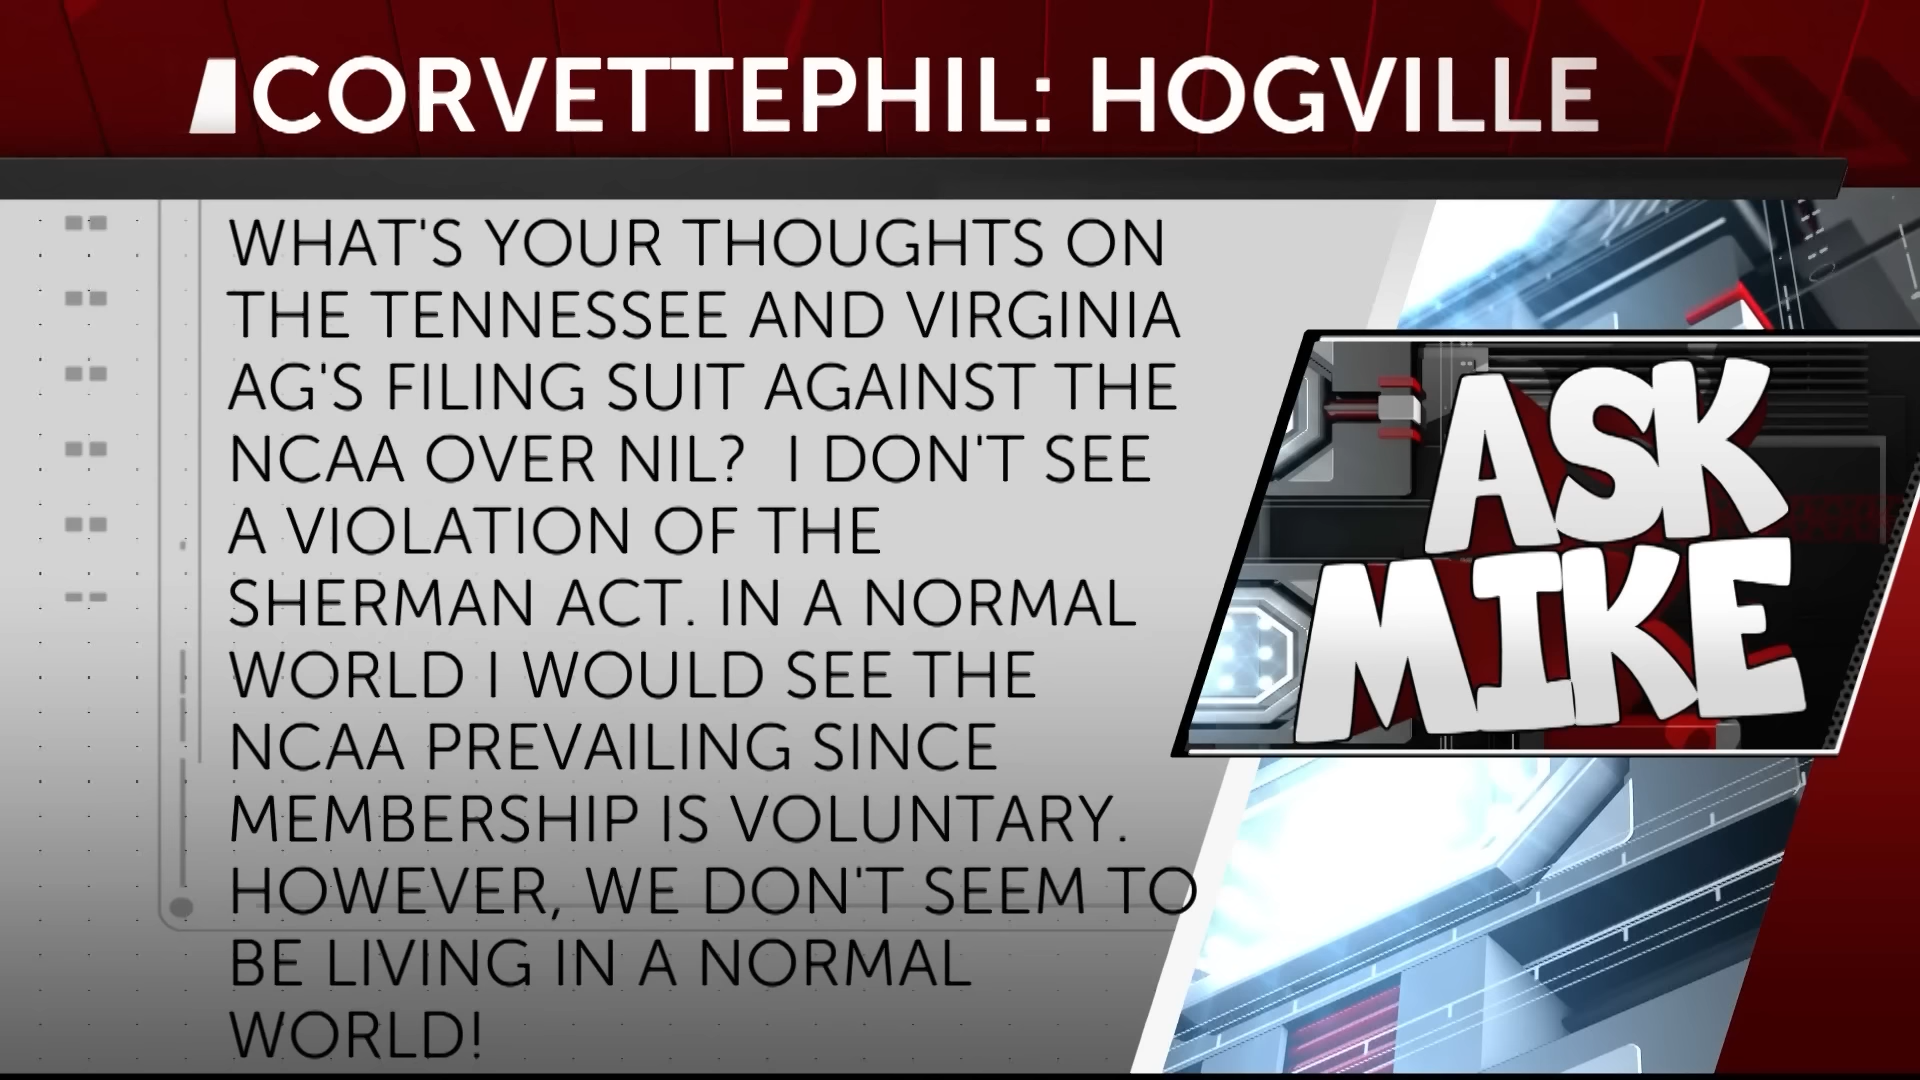 CORVETTEPHIL: HOGVILLE
WHAT'S YOUR THOUGHTS ON
THE TENNESSEE AND VIRGINIA
AG'S FILING SUIT AGAINST THE
NCAA OVER NIL?  I DON'T SEE
A VIOLATION OF THE
SHERMAN ACT. IN A NORMAL
WORLD I WOULD SEE THE
NCAA PREVAILING SINCE
MEMBERSHIP IS VOLUNTARY.
HOWEVER, WE DON'T SEEM TO
BE LIVING IN A NORMAL
WORLD!
ASK
MIKE